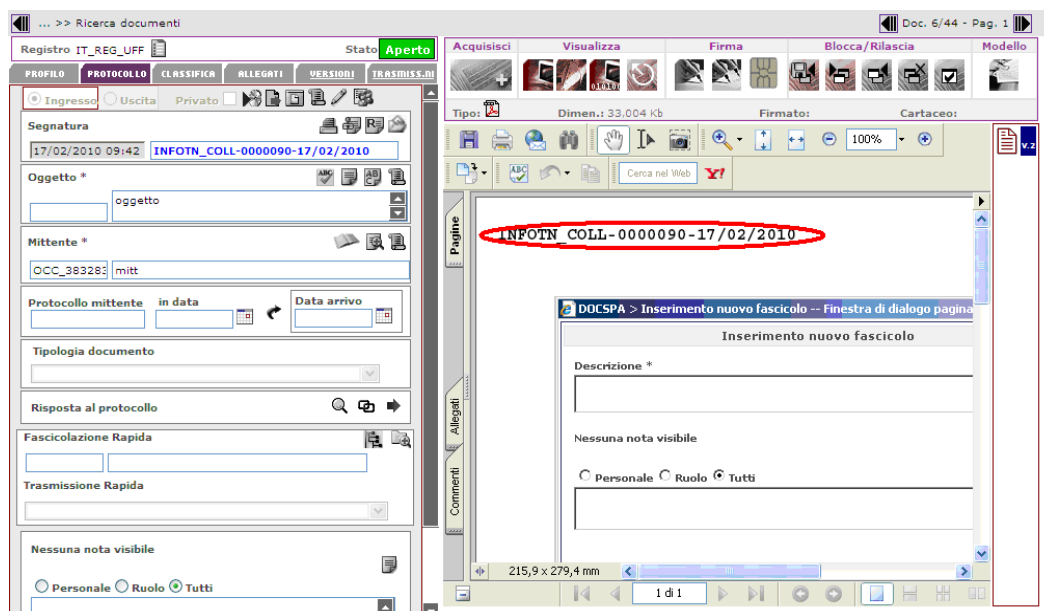 ... >> Ricerca documenti
Doc. 6/44 - Pag. 1
Registro IT_REG_UFF
Stato Aperto
PROFILO PROTOCOLLO CLASSIFICA ALLEGATI VERSIONI TRASMISS.NI
Ingresso Uscita Privato
Segnatura
17/02/2010 09:42 INFOTN_COLL-0000090-17/02/2010
Oggetto *
oggetto
Mittente *
OCC_383283 mitt
Protocollo mittente in data Data arrivo
Tipologia documento
Risposta al protocollo
Fascicolazione Rapida
Trasmissione Rapida
Nessuna nota visibile
Personale Ruolo Tutti
Acquisisci Visualizza Firma Blocca/Rilascia Modello
Tipo: Dimen.: 33,004 Kb Firmato: Cartaceo:
100%
V.2
Cerca nel Web Y!
Pagine
Allegati
Commenti
INFOTN_COLL-0000090-17/02/2010
DOCSPA > Inserimento nuovo fascicolo -- Finestra di dialogo pagina
Inserimento nuovo fascicolo
Descrizione *
Nessuna nota visibile
Personale Ruolo Tutti
215,9 x 279,4 mm
1 di 1